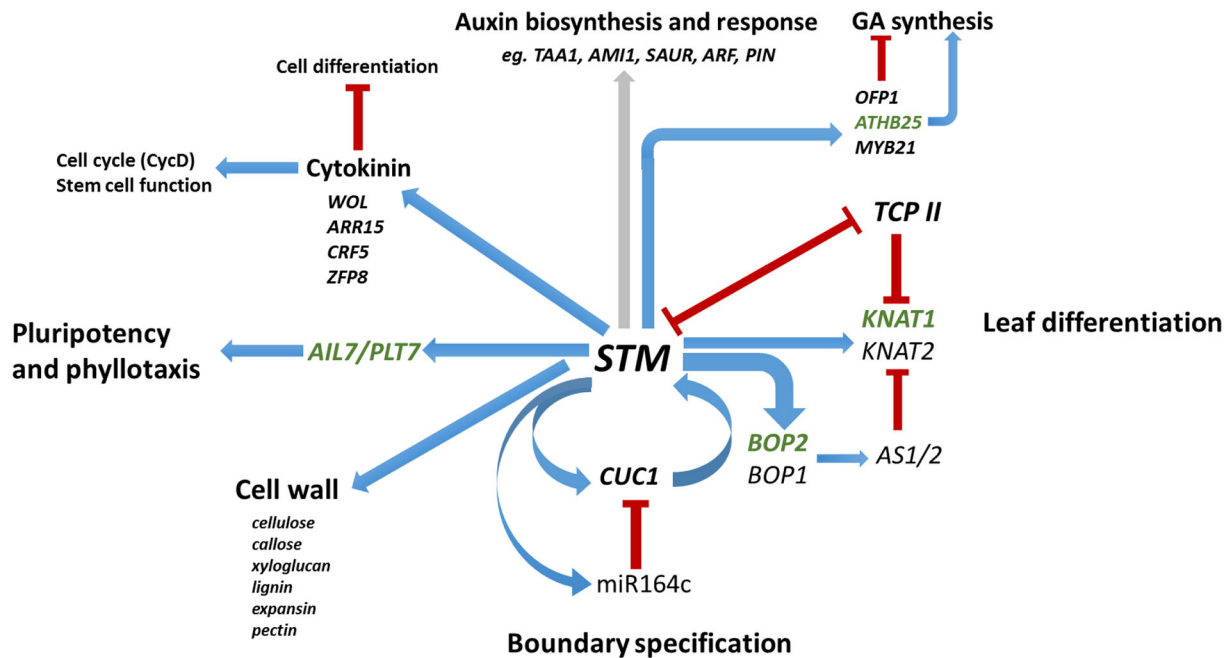 Auxin biosynthesis and response
eg. TAA1, AMI1, SAUR, ARF, PIN
GA synthesis
OFP1
ATHB25
MYB21
Cell differentiation
Cell cycle (CycD)
Stem cell function
Cytokinin
WOL
ARR15
CRF5
ZFP8
TCP II
KNAT1
KNAT2
Leaf differentiation
Pluripotency
and phyllotaxis
AIL7/PLT7
STM
BOP2
BOP1
AS1/2
CUC1
miR164c
Cell wall
cellulose
callose
xyloglucan
lignin
expansin
pectin
Boundary specification